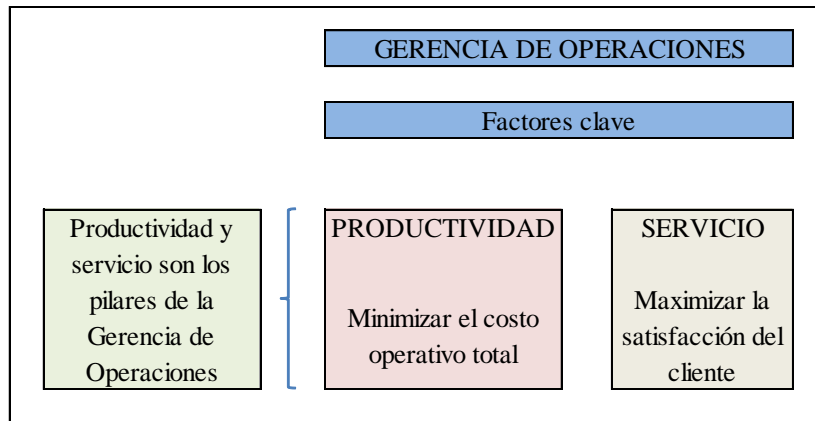 GERENCIA DE OPERACIONES
Factores clave
Productividad y
servicio son los
pilares de la
Gerencia de
Operaciones
PRODUCTIVIDAD
Minimizar el costo
operativo total
SERVICIO
Maximizar la
satisfacción del
cliente